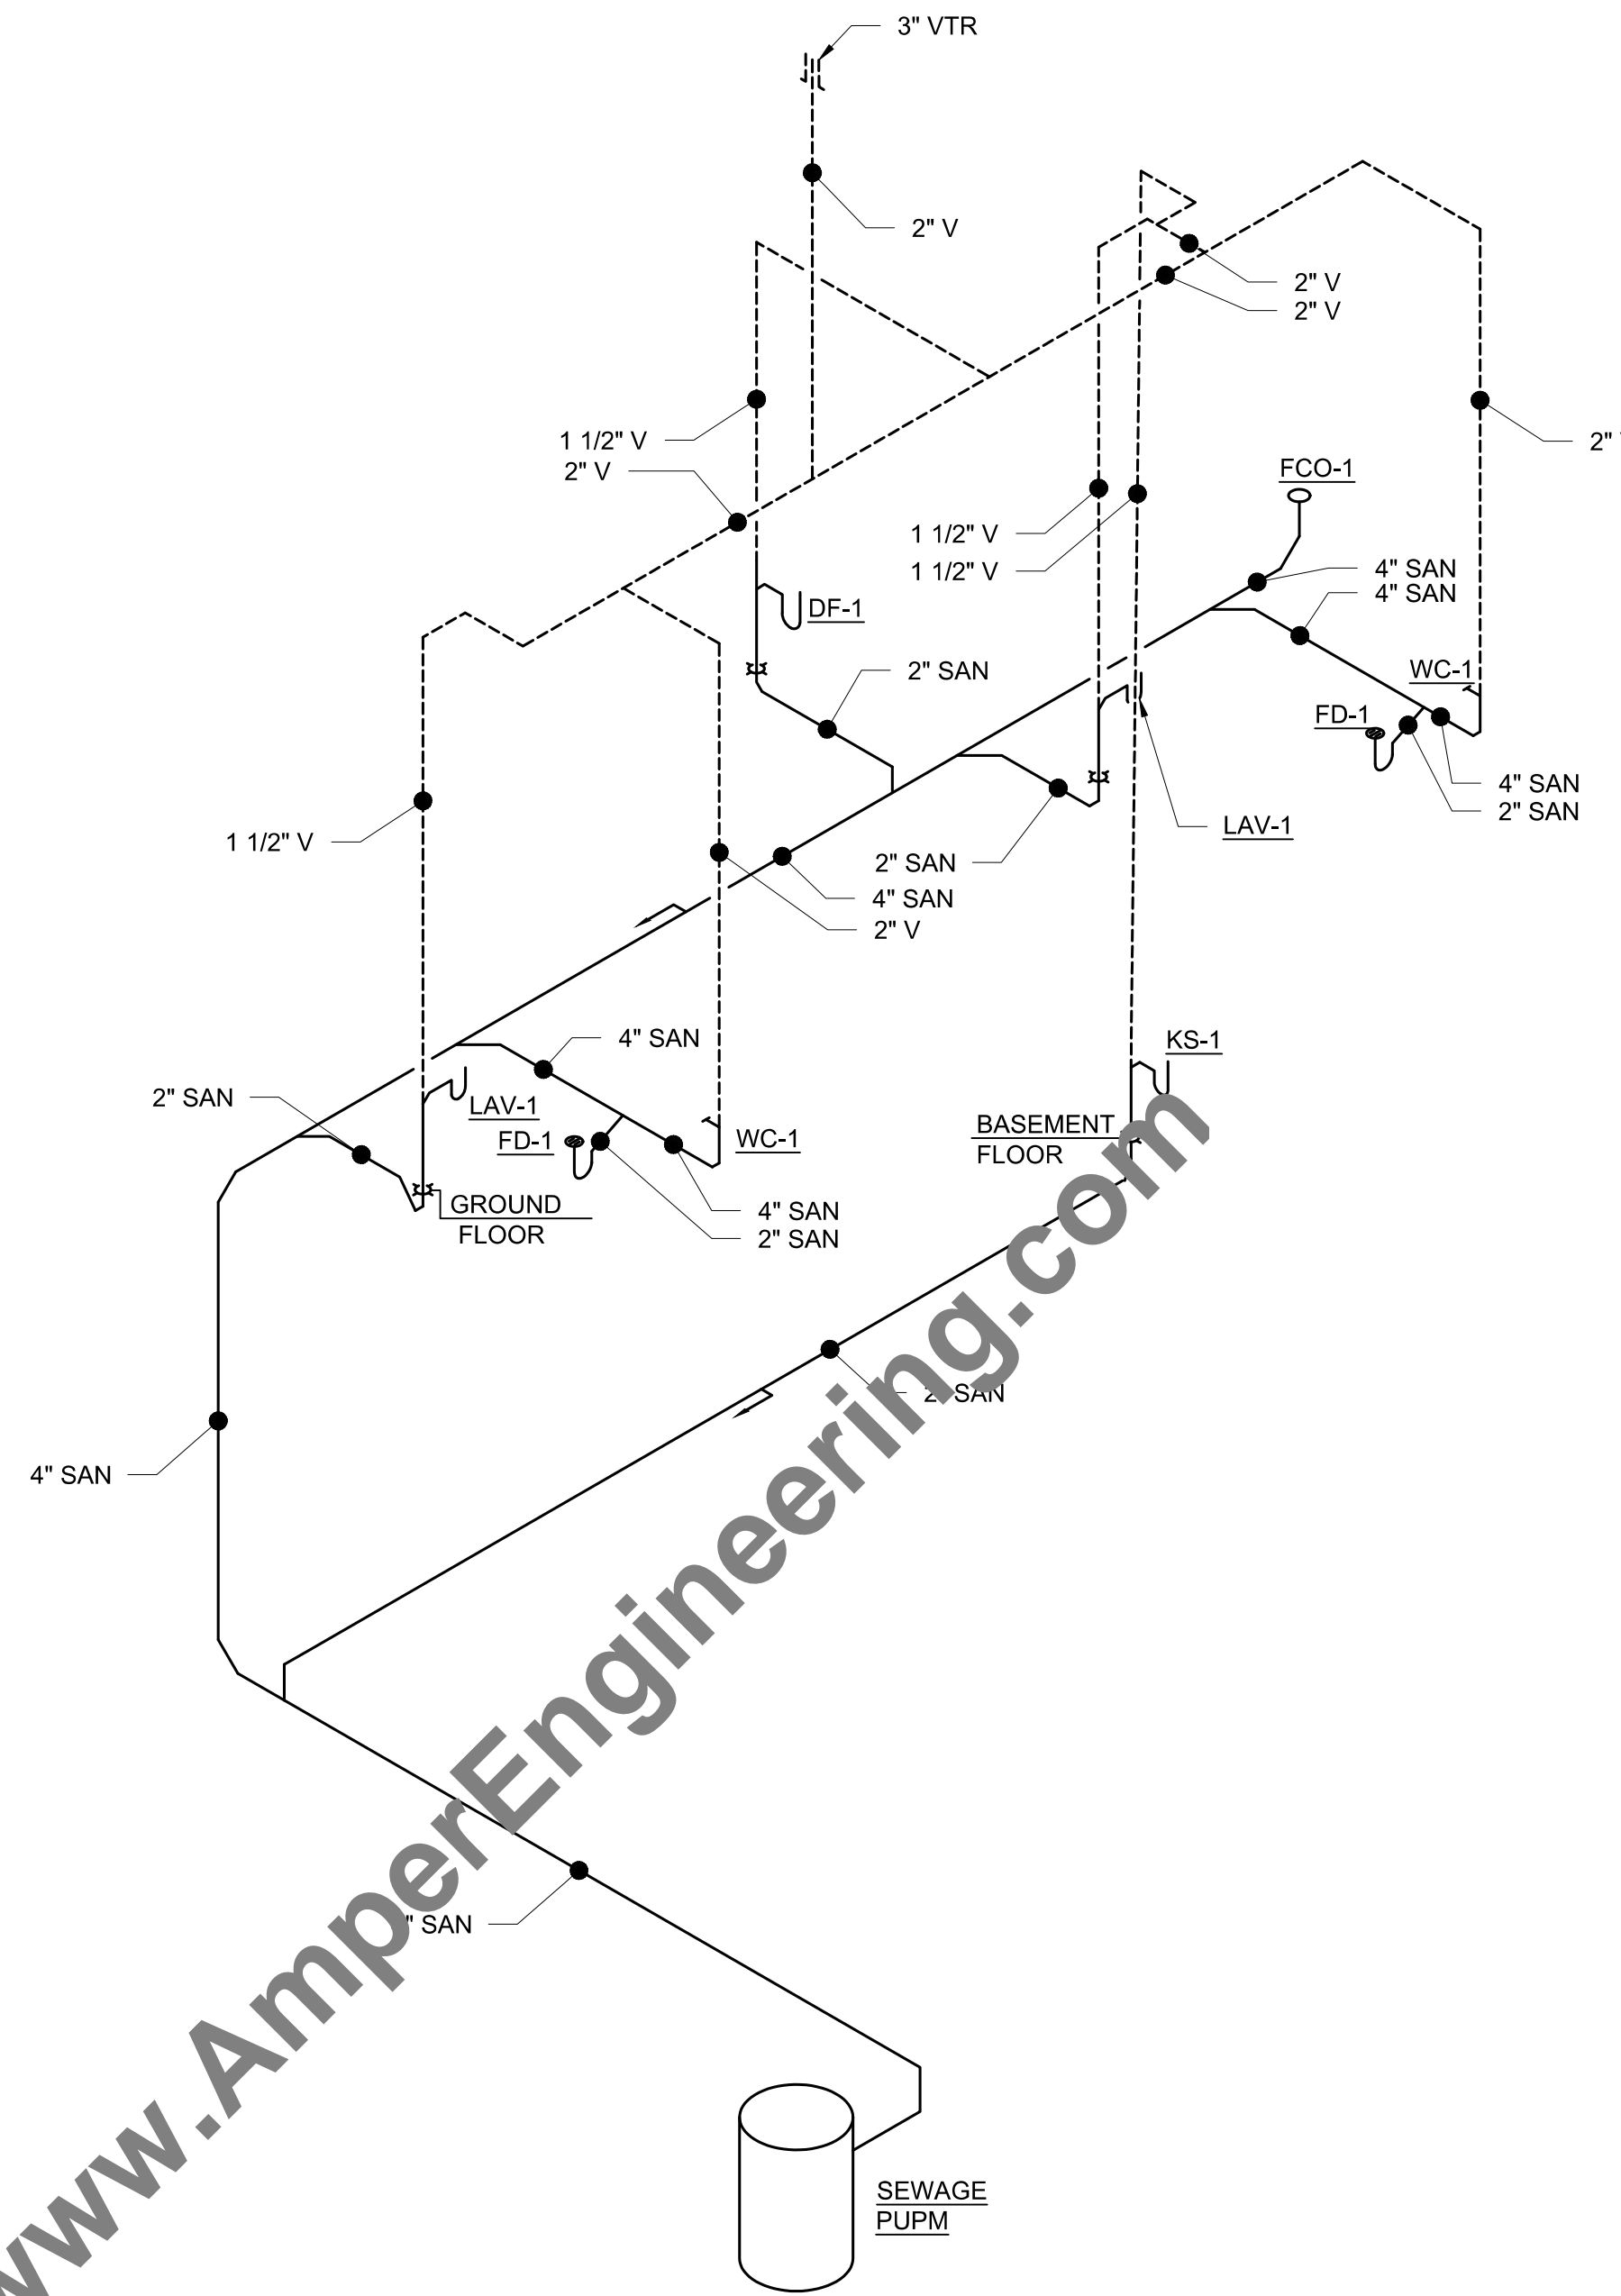 3" VTR
2" V
2" V
2" V
1 1/2" V
2" V
2"
FCO-1
1 1/2" V
1 1/2" V
4" SAN
4" SAN
DF-1
2" SAN
WC-1
FD-1
4" SAN
2" SAN
LAV-1
1 1/2" V
2" SAN
4" SAN
2" V
4" SAN
KS-1
2" SAN
LAV-1
FD-1
WC-1
BASEMENT
FLOOR
GROUND
FLOOR
4" SAN
2" SAN
2" SAN
4" SAN
" SAN
SEWAGE
PUPM
www.AmperEngineering.com